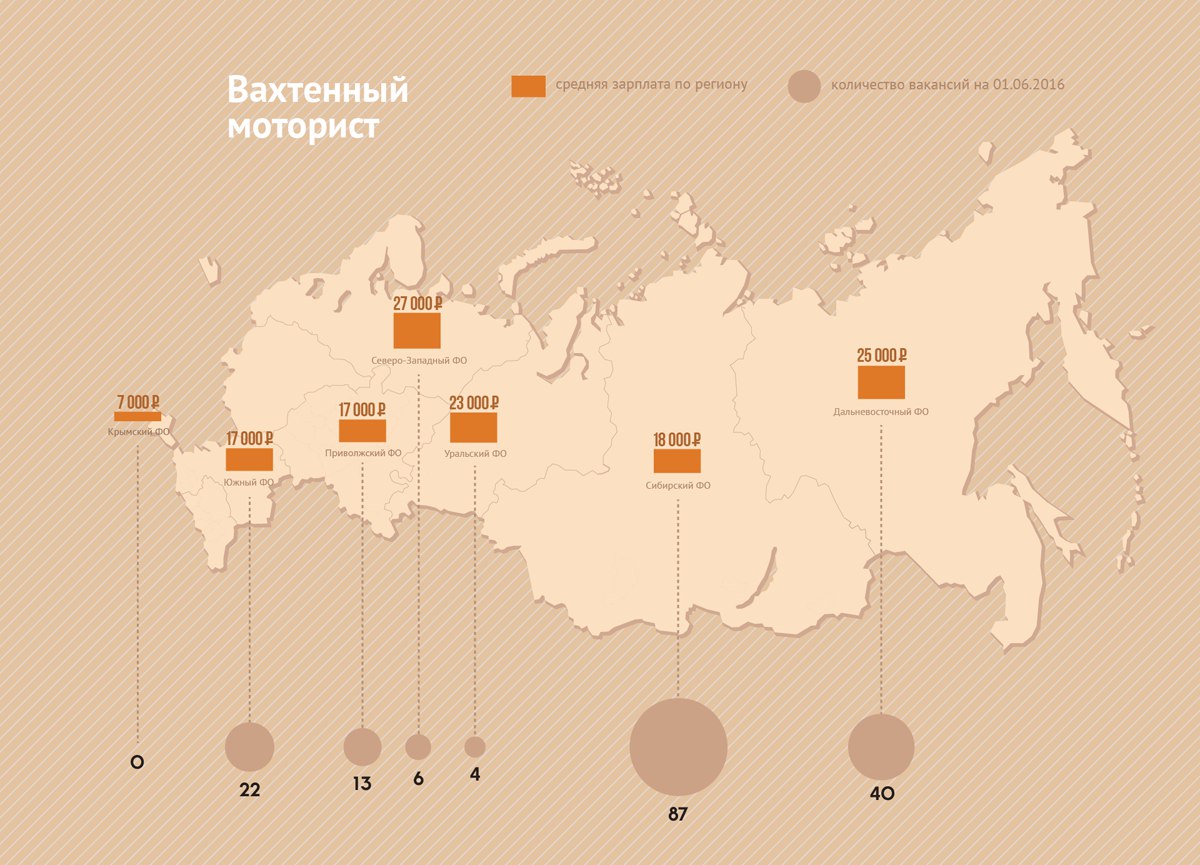 Вахтенный
моторист
средняя зарплата по региону
количество вакансий на 01.06.2016
27 000 ₽
Северо-Западный ФО
25 000 ₽
Дальневосточный ФО
7 000 ₽
Крымский ФО
17 000 ₽
Приволжский ФО
23 000 ₽
Уральский ФО
17 000 ₽
Южный ФО
18 000 ₽
Сибирский ФО
0
22
13
6
4
87
40